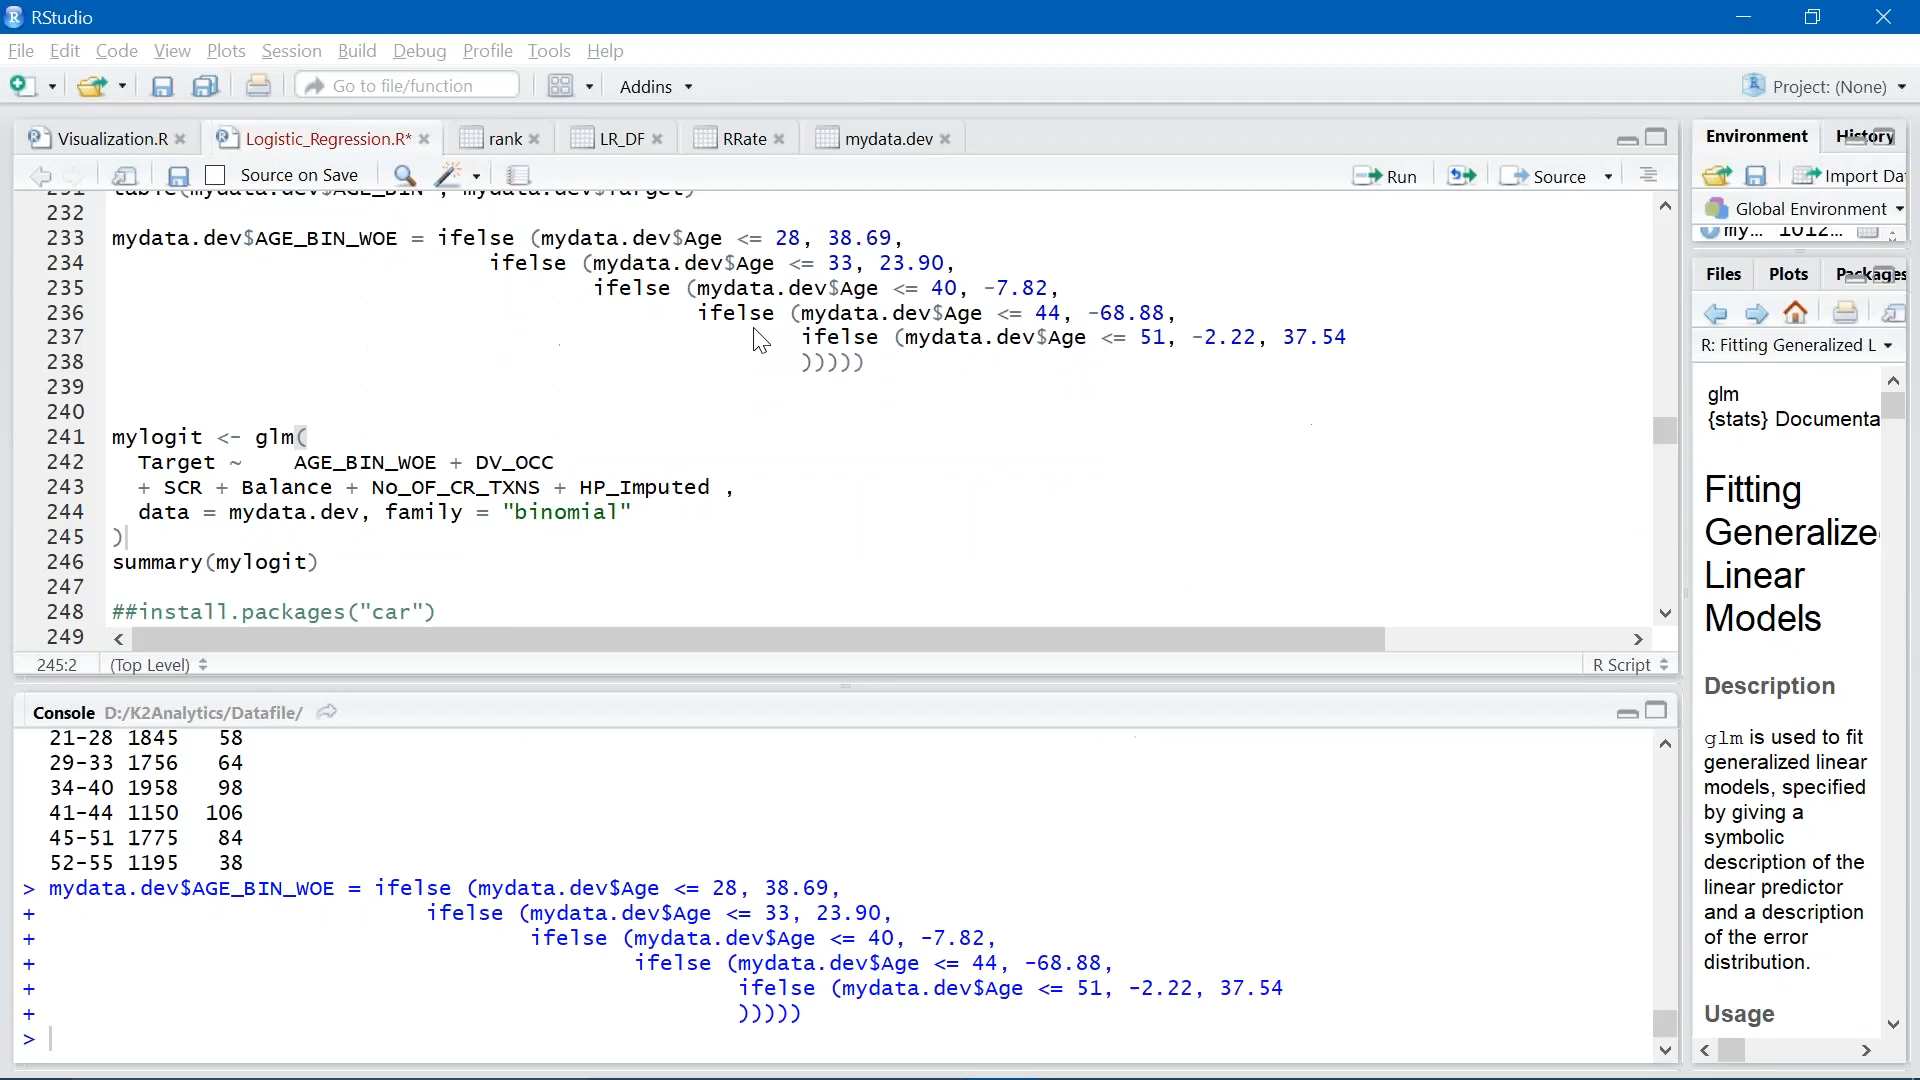 RStudio
File Edit Code View Plots Session Build Debug Profile Tools Help
Go to file/function Addins Project: (None)
Visualization.R Logistic_Regression.R* rank LR_DF RRate mydata.dev
Source on Save Run Source
231 table(mydata.dev$AGE_BIN , mydata.dev$Target)
232
233 mydata.dev$AGE_BIN_WOE = ifelse (mydata.dev$Age <= 28, 38.69,
234 ifelse (mydata.dev$Age <= 33, 23.90,
235 ifelse (mydata.dev$Age <= 40, -7.82,
236 ifelse (mydata.dev$Age <= 44, -68.88,
237 ifelse (mydata.dev$Age <= 51, -2.22, 37.54
238 )))))
239
240
241 mylogit <- glm(
242 Target ~ AGE_BIN_WOE + DV_OCC
243 + SCR + Balance + No_OF_CR_TXNS + HP_Imputed ,
244 data = mydata.dev, family = "binomial"
245 )
246 summary(mylogit)
247
248 ##install.packages("car")
249
245:2 (Top Level) R Script
Console D:/K2Analytics/Datafile/
21-28 1845 58
29-33 1756 64
34-40 1958 98
41-44 1150 106
45-51 1775 84
52-55 1195 38
> mydata.dev$AGE_BIN_WOE = ifelse (mydata.dev$Age <= 28, 38.69,
+ ifelse (mydata.dev$Age <= 33, 23.90,
+ ifelse (mydata.dev$Age <= 40, -7.82,
+ ifelse (mydata.dev$Age <= 44, -68.88,
+ ifelse (mydata.dev$Age <= 51, -2.22, 37.54
+ )))))
>
Environment History
Import Da
Global Environment
my... 1012...
Files Plots Packages
R: Fitting Generalized L
glm
{stats} Documenta
Fitting
Generalize
Linear
Models
Description
glm is used to fit
generalized linear
models, specified
by giving a
symbolic
description of the
linear predictor
and a description
of the error
distribution.
Usage